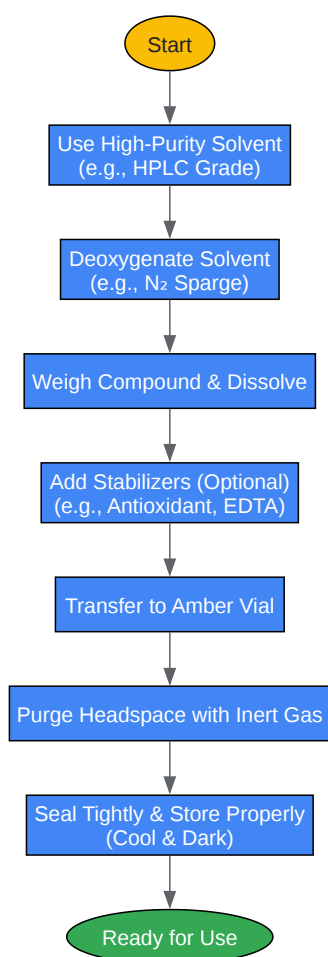 Start
Use High-Purity Solvent
(e.g., HPLC Grade)
Deoxygenate Solvent
(e.g., N₂ Sparge)
Weigh Compound & Dissolve
Add Stabilizers (Optional)
(e.g., Antioxidant, EDTA)
Transfer to Amber Vial
Purge Headspace with Inert Gas
Seal Tightly & Store Properly
(Cool & Dark)
Ready for Use